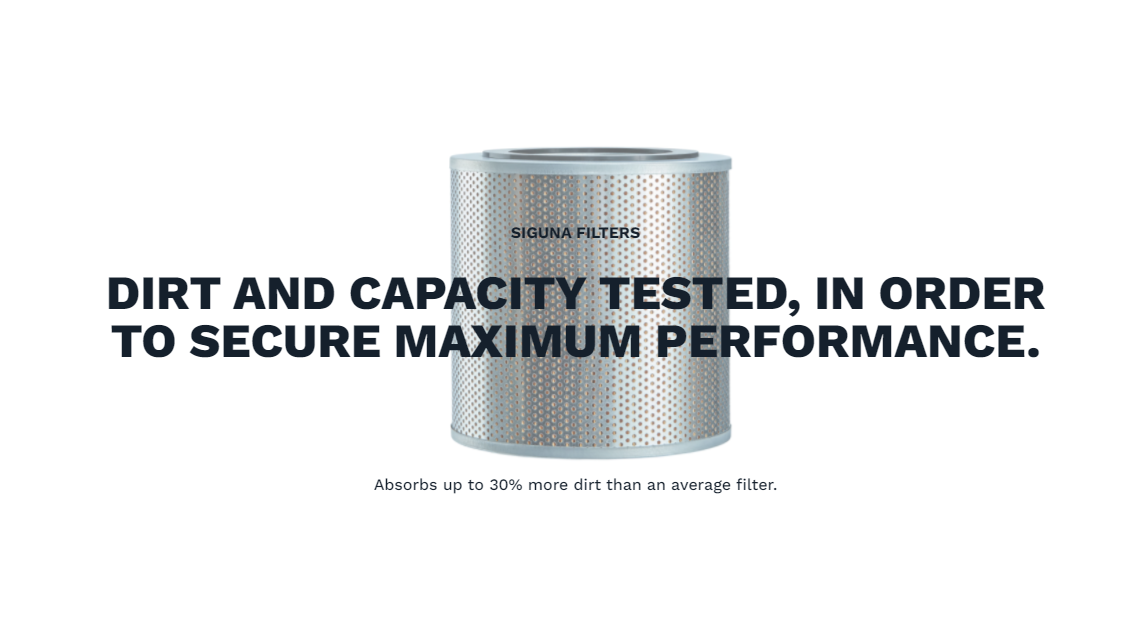 SIGUNA FILTERS
DIRT AND CAPACITY TESTED, IN ORDER
TO SECURE MAXIMUM PERFORMANCE.
Absorbs up to 30% more dirt than an average filter.